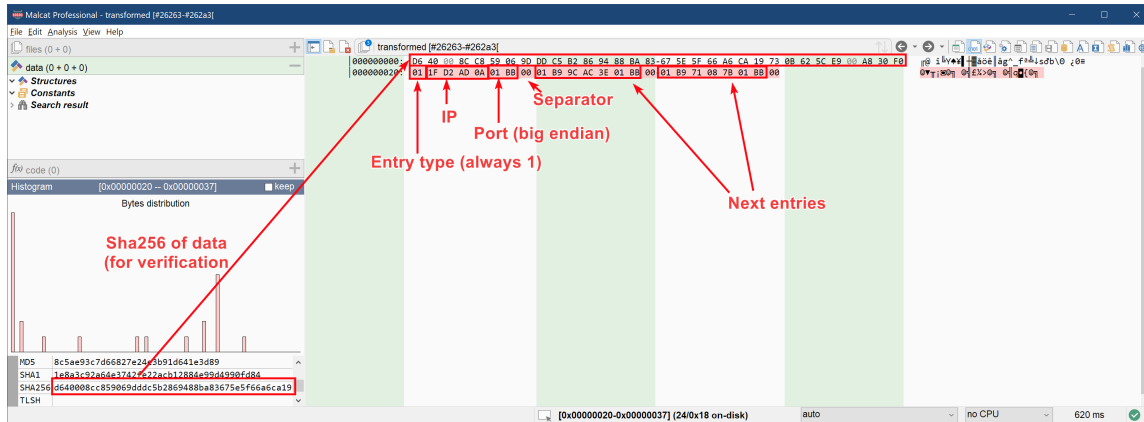 Malcat Professional - transformed [#26263-#262a3[
File Edit Analysis View Help
files (0 + 0)
transformed [#26263-#262a3[
data (0 + 0 + 0)
Structures
Constants
Search result
000000000: D6 40 00 8C C8 59 06 9D DD C5 B2 86 94 88 BA 83-67 5E 5F 66 A6 CA 19 73 0B 62 5C E9 00 A8 30 F0
000000020: 01 1F D2 AD 0A 01 BB 00 01 B9 9C AC 3E 01 BB 00 01 B9 71 08 7B 01 BB 00
Separator
IP
Port (big endian)
Entry type (always 1)
Next entries
f(x) code (0)
Histogram [0x00000020 -- 0x00000037] keep
Bytes distribution
Sha256 of data
(for verification
MD5 8c5ae93c7d66827e24c3b91d641e3d89
SHA1 1e8a3c92a64e3742fe22acb12884e99d4990fd84
SHA256 d640008cc859069dddc5b2869488ba83675e5f66a6ca19
TLSH
[0x00000020-0x00000037] (24/0x18 on-disk)
auto
no CPU
620 ms